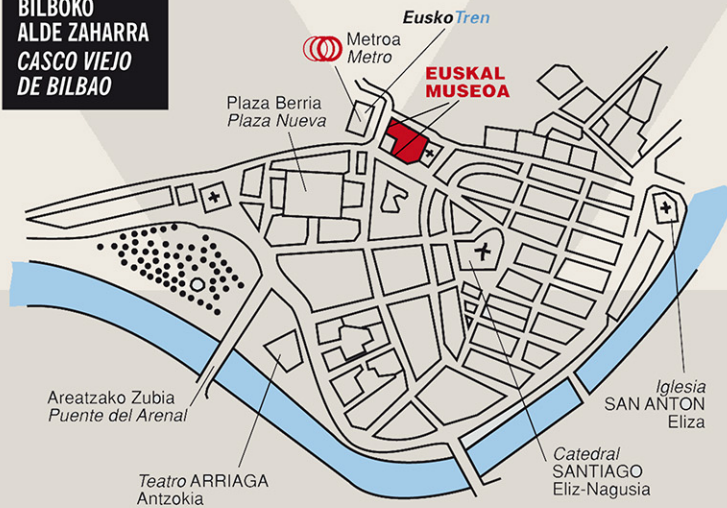 BILBOKO
ALDE ZAHARRA
CASCO VIEJO
DE BILBAO
EuskoTren
Metroa
Metro
EUSKAL
MUSEOA
Plaza Berria
Plaza Nueva
Areatzako Zubia
Puente del Arenal
Teatro ARRIAGA
Antzokia
Iglesia
SAN ANTON
Eliza
Catedral
SANTIAGO
Eliz-Nagusia